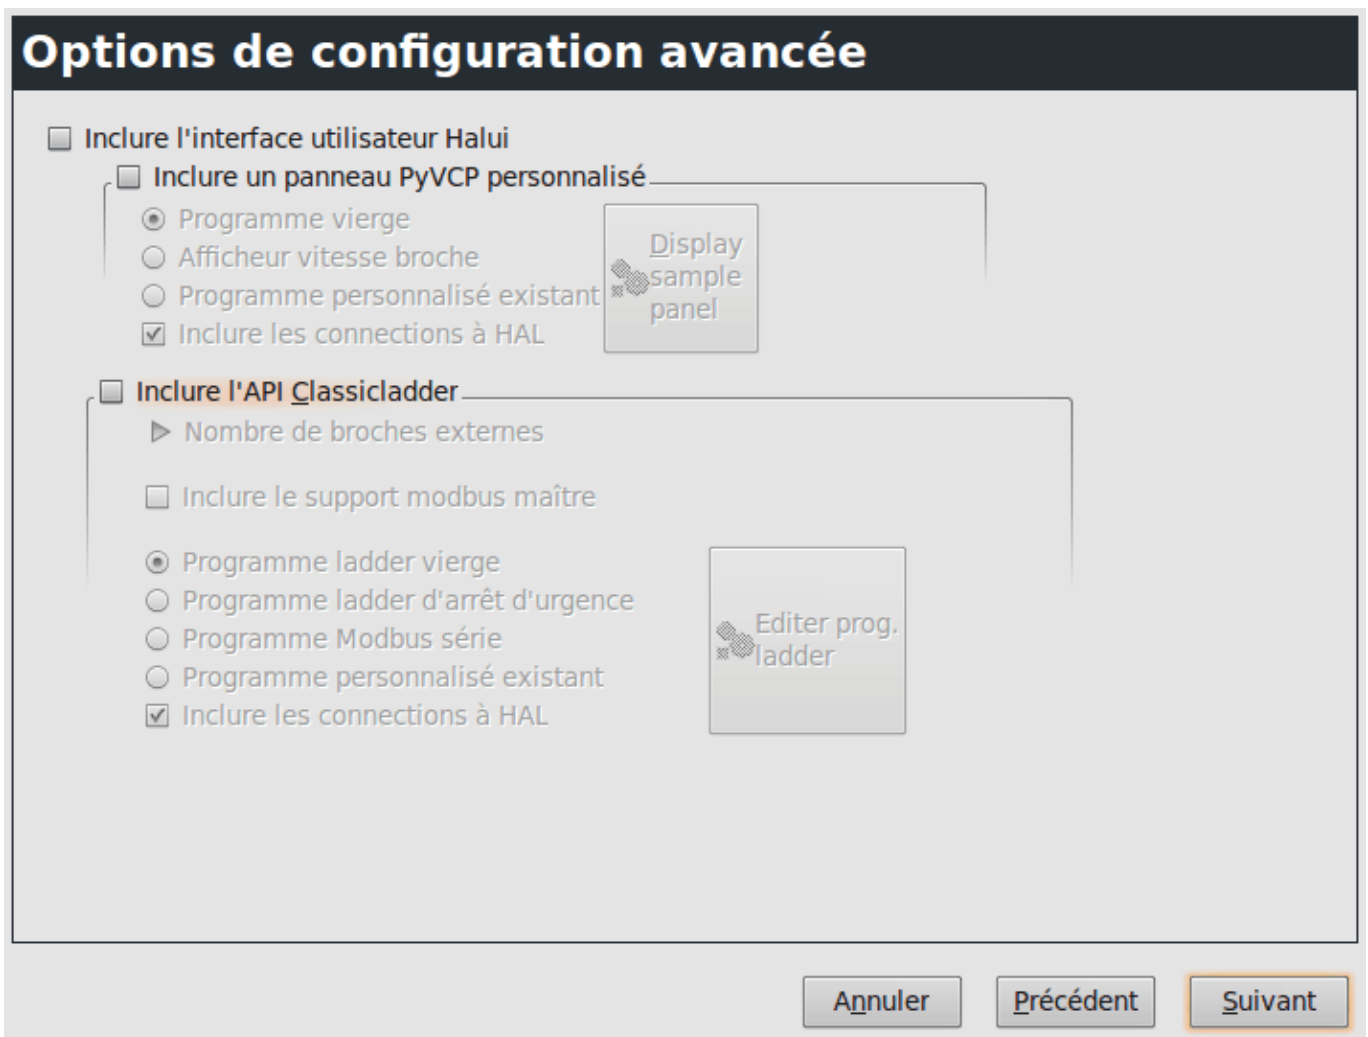 Options de configuration avancée
Inclure l'interface utilisateur Halui
Inclure un panneau PyVCP personnalisé
Programme vierge
Afficheur vitesse broche
Programme personnalisé existant
Inclure les connections à HAL
Display
sample
panel
Inclure l'API Classicladder
Nombre de broches externes
Inclure le support modbus maître
Programme ladder vierge
Programme ladder d'arrêt d'urgence
Programme Modbus série
Programme personnalisé existant
Inclure les connections à HAL
Editer prog.
ladder
Annuler
Précédent
Suivant